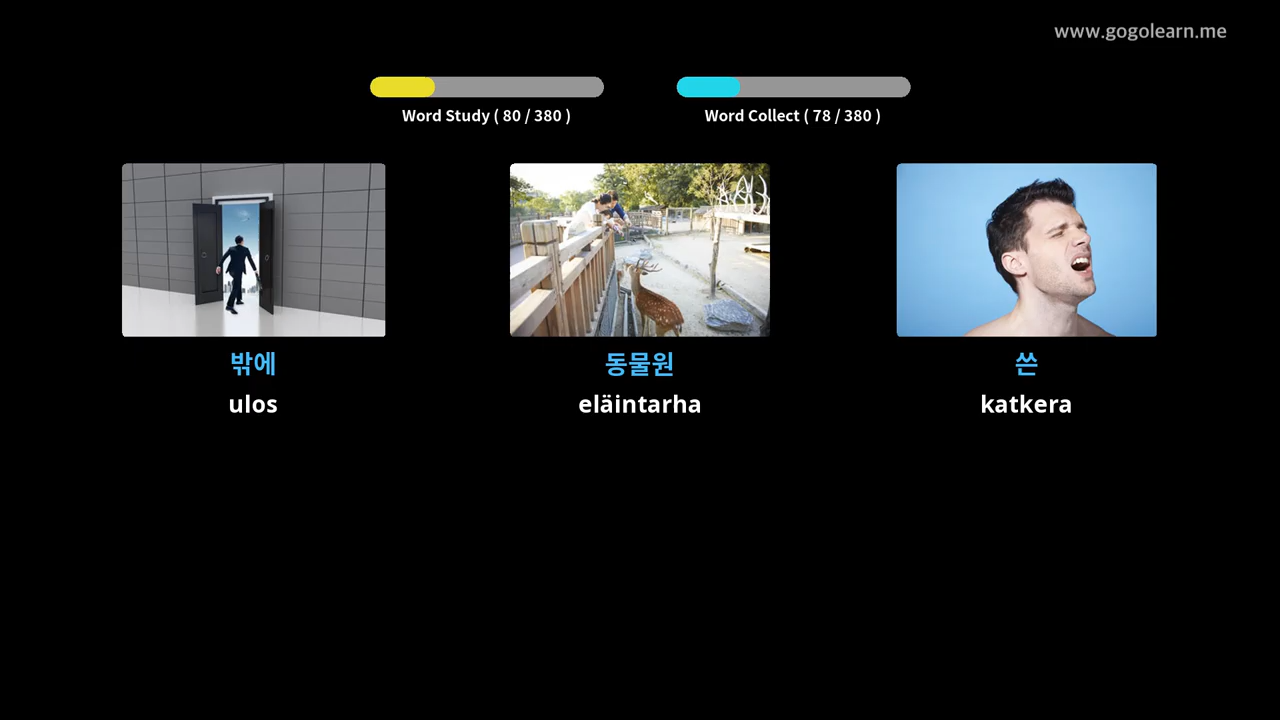 www.gogolearn.me
Word Study ( 80 / 380 )
Word Collect ( 78 / 380 )
밖에
ulos
동물원
eläintarha
쓴
katkera